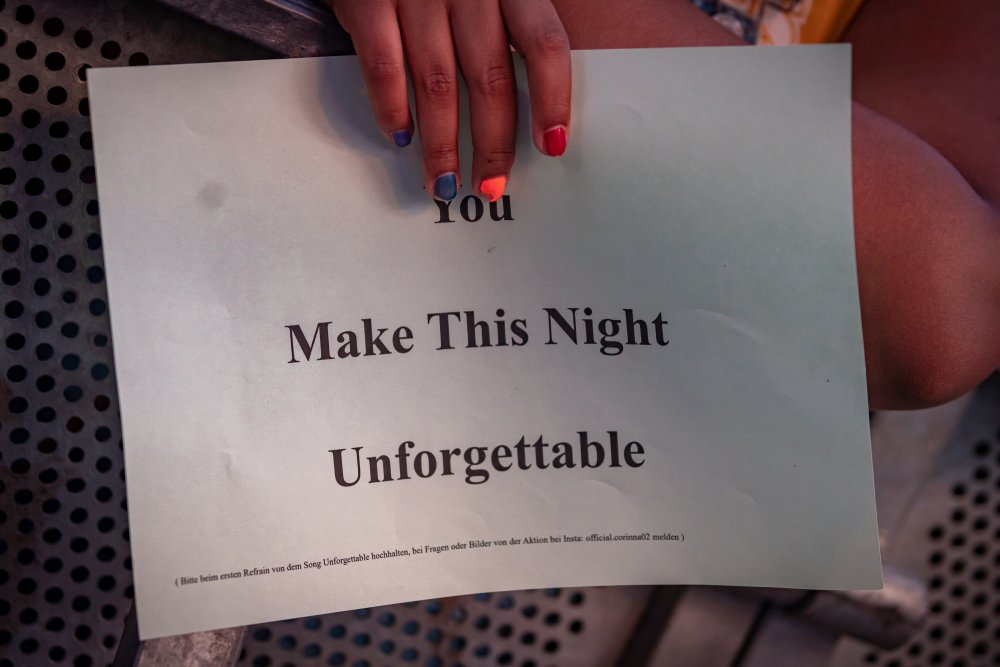 You
Make This Night
Unforgettable
( Bitte beim ersten Refrain von dem Song Unforgettable hochhalten, bei Fragen oder Bilder von der Aktion bei Insta: official.corinna02 melden )